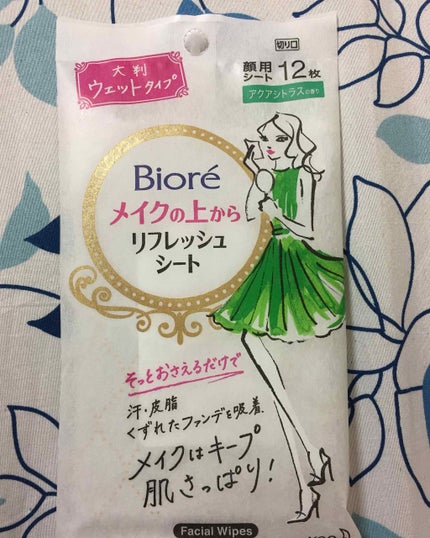 切り口
大判
ウェットタイプ
顔用
シート
12枚
アクアシトラスの香り
Bioré
メイクの上から
リフレッシュ
シート
そっとおさえるだけで
汗・皮脂
くずれたファンデを吸着、
メイクはキープ
肌さっぱり!
Facial Wipes